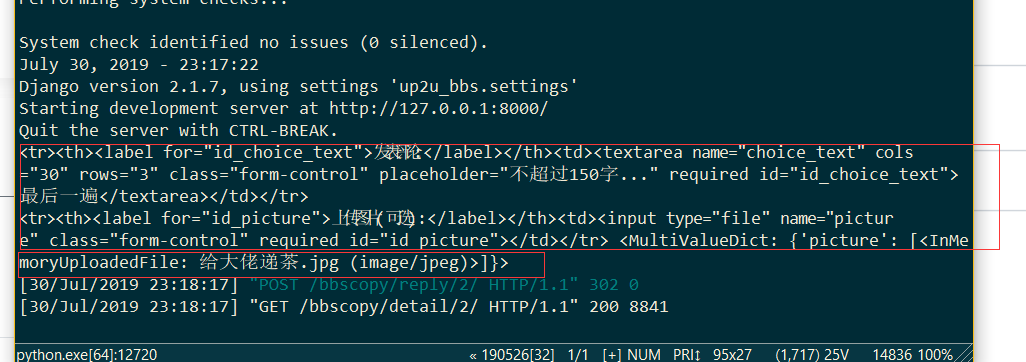 Performing system checks...
System check identified no issues (0 silenced).
July 30, 2019 - 23:17:22
Django version 2.1.7, using settings 'up2u_bbs.settings'
Starting development server at http://127.0.0.1:8000/
Quit the server with CTRL-BREAK.
<tr><th><label for="id_choice_text">发表评论:</label></th><td><textarea name="choice_text" cols
="30" rows="3" class="form-control" placeholder="不超过150字..." required id="id_choice_text">
最后一遍</textarea></td></tr>
<tr><th><label for="id_picture">上传图片(可选):</label></th><td><input type="file" name="pictur
e" class="form-control" required id="id_picture"></td></tr> <MultiValueDict: {'picture': [<InMe
moryUploadedFile: 给大佬递茶.jpg (image/jpeg)>]}>
[30/Jul/2019 23:18:17] "POST /bbscopy/reply/2/ HTTP/1.1" 302 0
[30/Jul/2019 23:18:17] "GET /bbscopy/detail/2/ HTTP/1.1" 200 8841
python.exe[64]:12720 « 190526[32] 1/1 [+] NUM PRI↕ 95x27 (1,717) 25V 14836 100%